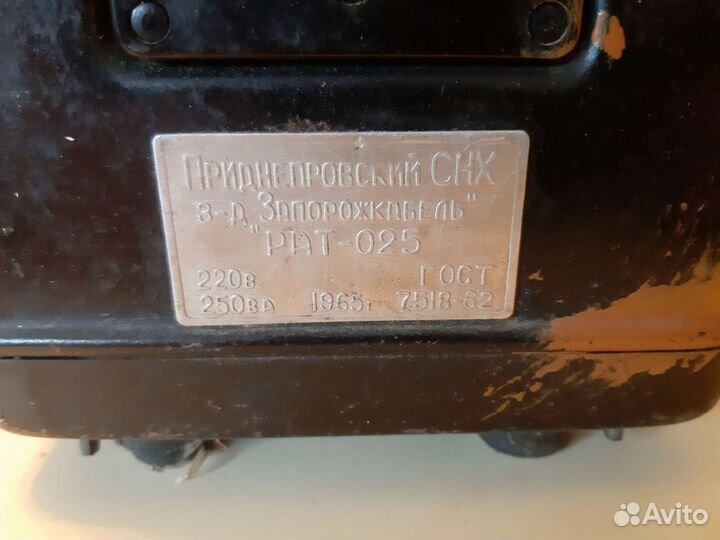 ПРИДНЕПРОВСКИЙ СНХ
З-Д ЗАПОРОЖКАБЕЛЬ"
"РАТ-025
220В. ГОСТ
250ВА 1965г 7518-62
Avito